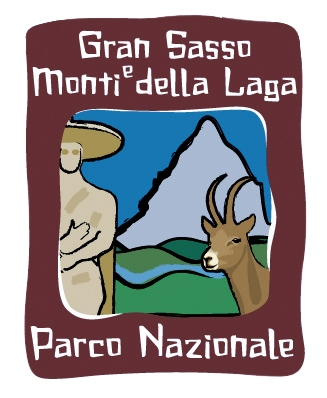 Gran Sasso
Monti e della Laga
Parco Nazionale